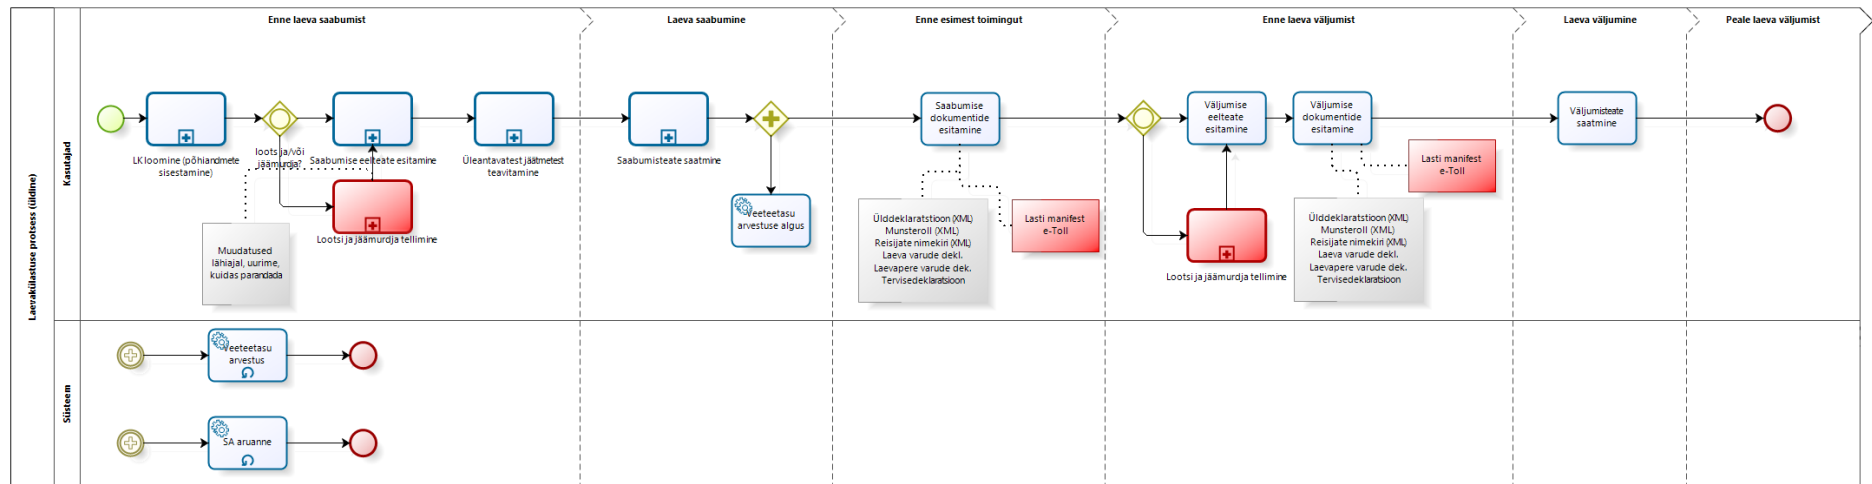 Laevakülastuse protsess (üldine)
Enne laeva saabumist
Laeva saabumine
Enne esimest toimingut
Enne laeva väljumist
Laeva väljumine
Peale laeva väljumist
Kasutajad
LK loomine (põhiandmete
sisestamine)
loots ja/või
jäämurdja?
Saabumise eelteate esitamine
Üleantavatest jäätmetest
teavitamine
Lootsi ja jäämurdja tellimine
Muudatused
lähiajal, uurime,
kuidas parandada
Saabumisteate saatmine
Veeteetasu
arvestuse algus
Saabumise
dokumentide
esitamine
Ülddeklaratstioon (XML)
Munsteroll (XML)
Reisijate nimekiri (XML)
Laeva varude dekl.
Laevapere varude dek.
Tervisedeklaratsioon
Lasti manifest
e-Toll
Väljumise
eelteate
esitamine
Väljumise
dokumentide
esitamine
Lootsi ja jäämurdja tellimine
Lasti manifest
e-Toll
Ülddeklaratstioon (XML)
Munsteroll (XML)
Reisijate nimekiri (XML)
Laeva varude dekl.
Laevapere varude dek.
Tervisedeklaratsioon
Väljumisteate
saatmine
Süsteem
Veeteetasu
arvestus
SA aruanne